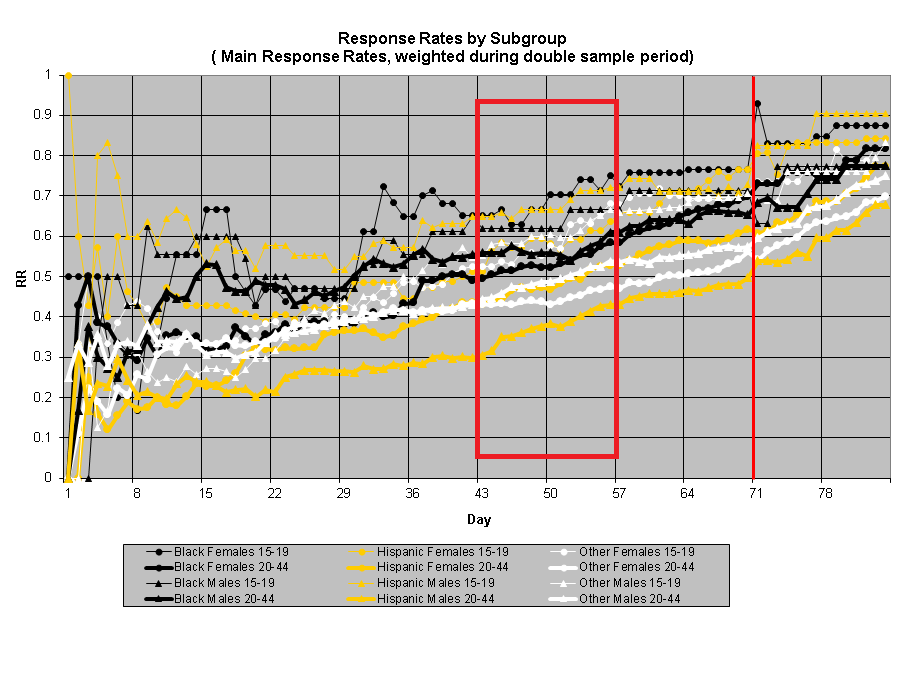 Response Rates by Subgroup
( Main Response Rates, weighted during double sample period)
1
0.9
0.8
0.7
0.6
0.5
0.4
0.3
0.2
0.1
0
RR
1 8 15 22 29 36 43 50 57 64 71 78
Day
Black Females 15-19 Hispanic Females 15-19 Other Females 15-19
Black Females 20-44 Hispanic Females 20-44 Other Females 20-44
Black Males 15-19 Hispanic Males 15-19 Other Males 15-19
Black Males 20-44 Hispanic Males 20-44 Other Males 20-44